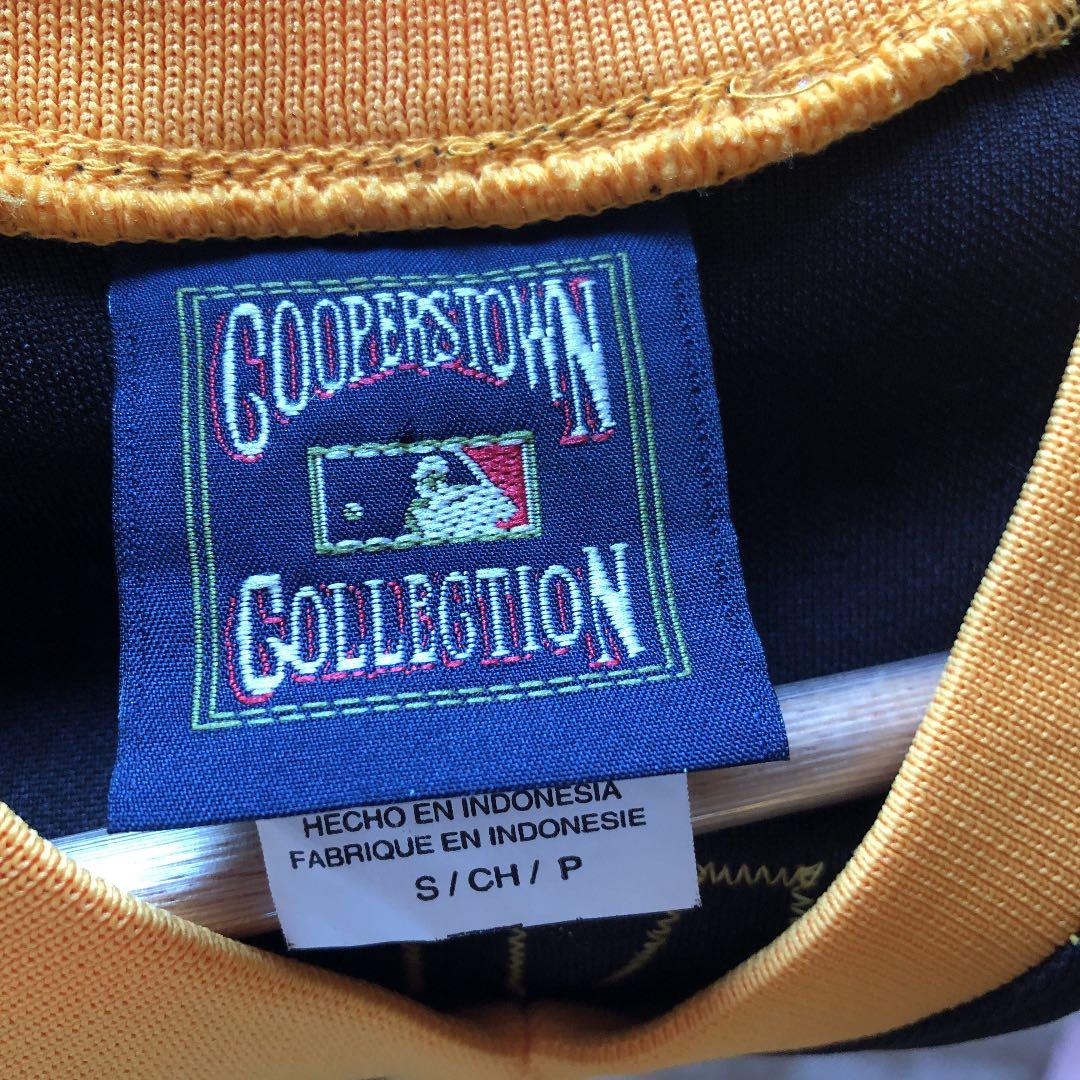 COOPERSTOWN
COLLECTION
HECHO EN INDONESIA
FABRIQUE EN INDONESIE
S / CH / P